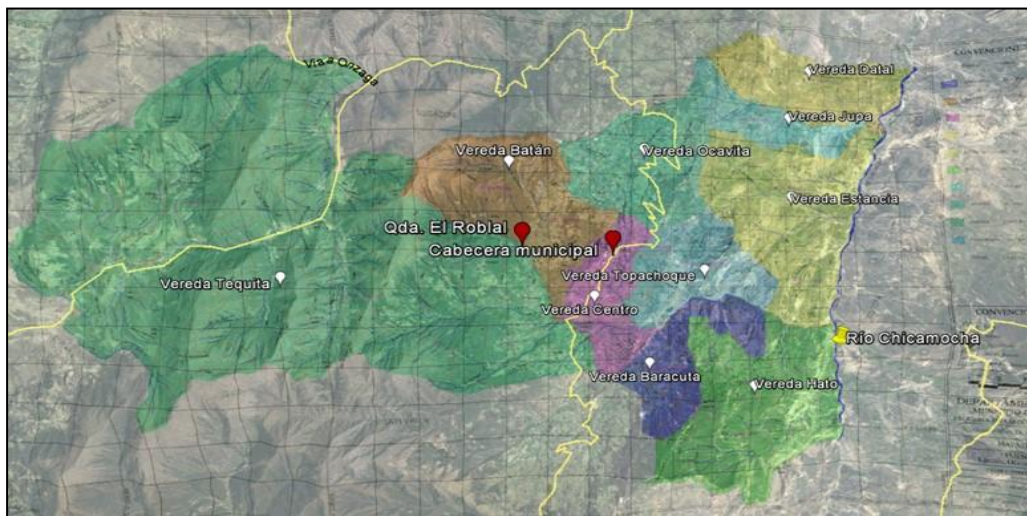 CONVENCIONES
Vía a Onzaga
Vereda Datal
Vereda Jupa
Vereda Batán
Vereda Ocavita
Vereda Estancia
Qda. El Roblal
Cabecera municipal
Vereda Tequita
Vereda Topachoque
Vereda Centro
Río Chicamocha
Vereda Baracuta
Vereda Hato